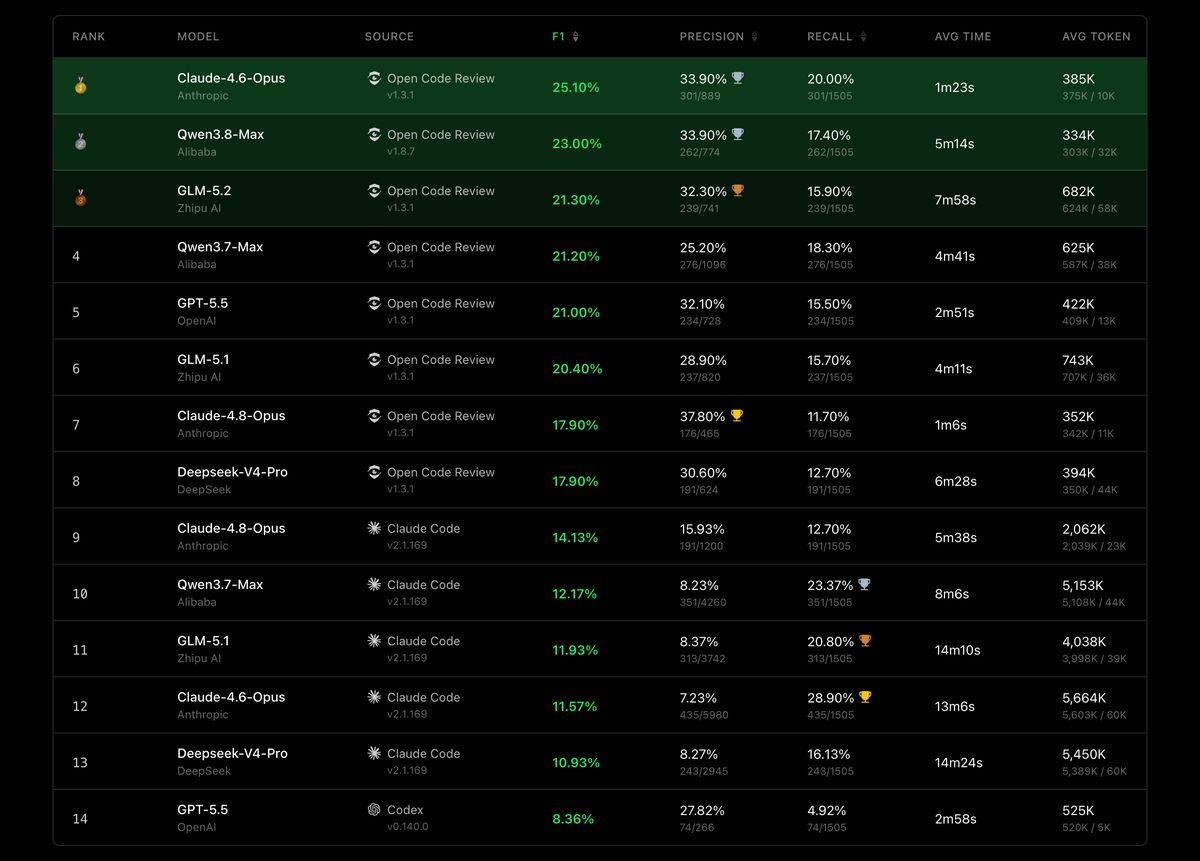 RANK MODEL SOURCE F1 PRECISION RECALL AVG TIME AVG TOKEN
1 Claude-4.6-Opus Open Code Review 25.10% 33.90% 20.00% 1m23s 385K
Anthropic v1.3.1 301/889 301/1505 375K / 10K
2 Qwen3.8-Max Open Code Review 23.00% 33.90% 17.40% 5m14s 334K
Alibaba v1.8.7 262/774 262/1505 303K / 32K
3 GLM-5.2 Open Code Review 21.30% 32.30% 15.90% 7m58s 682K
Zhipu AI v1.3.1 239/741 239/1505 624K / 58K
4 Qwen3.7-Max Open Code Review 21.20% 25.20% 18.30% 4m41s 625K
Alibaba v1.3.1 276/1096 276/1505 587K / 38K
5 GPT-5.5 Open Code Review 21.00% 32.10% 15.50% 2m51s 422K
OpenAI v1.3.1 234/728 234/1505 409K / 13K
6 GLM-5.1 Open Code Review 20.40% 28.90% 15.70% 4m11s 743K
Zhipu AI v1.3.1 237/820 237/1505 707K / 36K
7 Claude-4.8-Opus Open Code Review 17.90% 37.80% 11.70% 1m6s 352K
Anthropic v1.3.1 176/465 176/1505 342K / 11K
8 Deepseek-V4-Pro Open Code Review 17.90% 30.60% 12.70% 6m28s 394K
DeepSeek v1.3.1 191/624 191/1505 350K / 44K
9 Claude-4.8-Opus Claude Code 14.13% 15.93% 12.70% 5m38s 2,062K
Anthropic v2.1.169 191/1200 191/1505 2,039K / 23K
10 Qwen3.7-Max Claude Code 12.17% 8.23% 23.37% 8m6s 5,153K
Alibaba v2.1.169 351/4260 351/1505 5,108K / 44K
11 GLM-5.1 Claude Code 11.93% 8.37% 20.80% 14m10s 4,038K
Zhipu AI v2.1.169 313/3742 313/1505 3,998K / 39K
12 Claude-4.6-Opus Claude Code 11.57% 7.23% 28.90% 13m6s 5,664K
Anthropic v2.1.169 435/5980 435/1505 5,603K / 60K
13 Deepseek-V4-Pro Claude Code 10.93% 8.27% 16.13% 14m24s 5,450K
DeepSeek v2.1.169 243/2945 243/1505 5,389K / 60K
14 GPT-5.5 Codex 8.36% 27.82% 4.92% 2m58s 525K
OpenAI v0.140.0 74/266 74/1505 520K / 5K